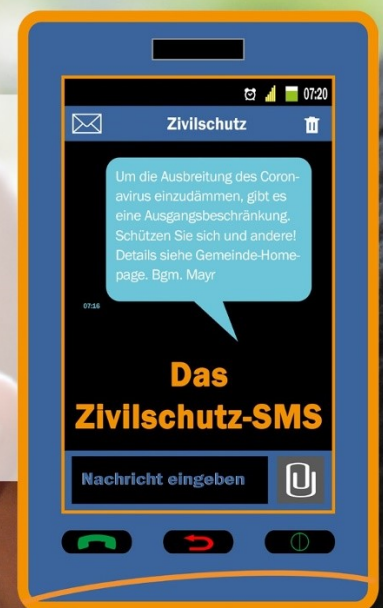 07:20
Zivilschutz
Um die Ausbreitung des Coron-
avirus einzudämmen, gibt es
eine Ausgangsbeschränkung.
Schützen Sie sich und andere!
Details siehe Gemeinde-Home-
page. Bgm. Mayr
07:16
Das
Zivilschutz-SMS
Nachricht eingeben